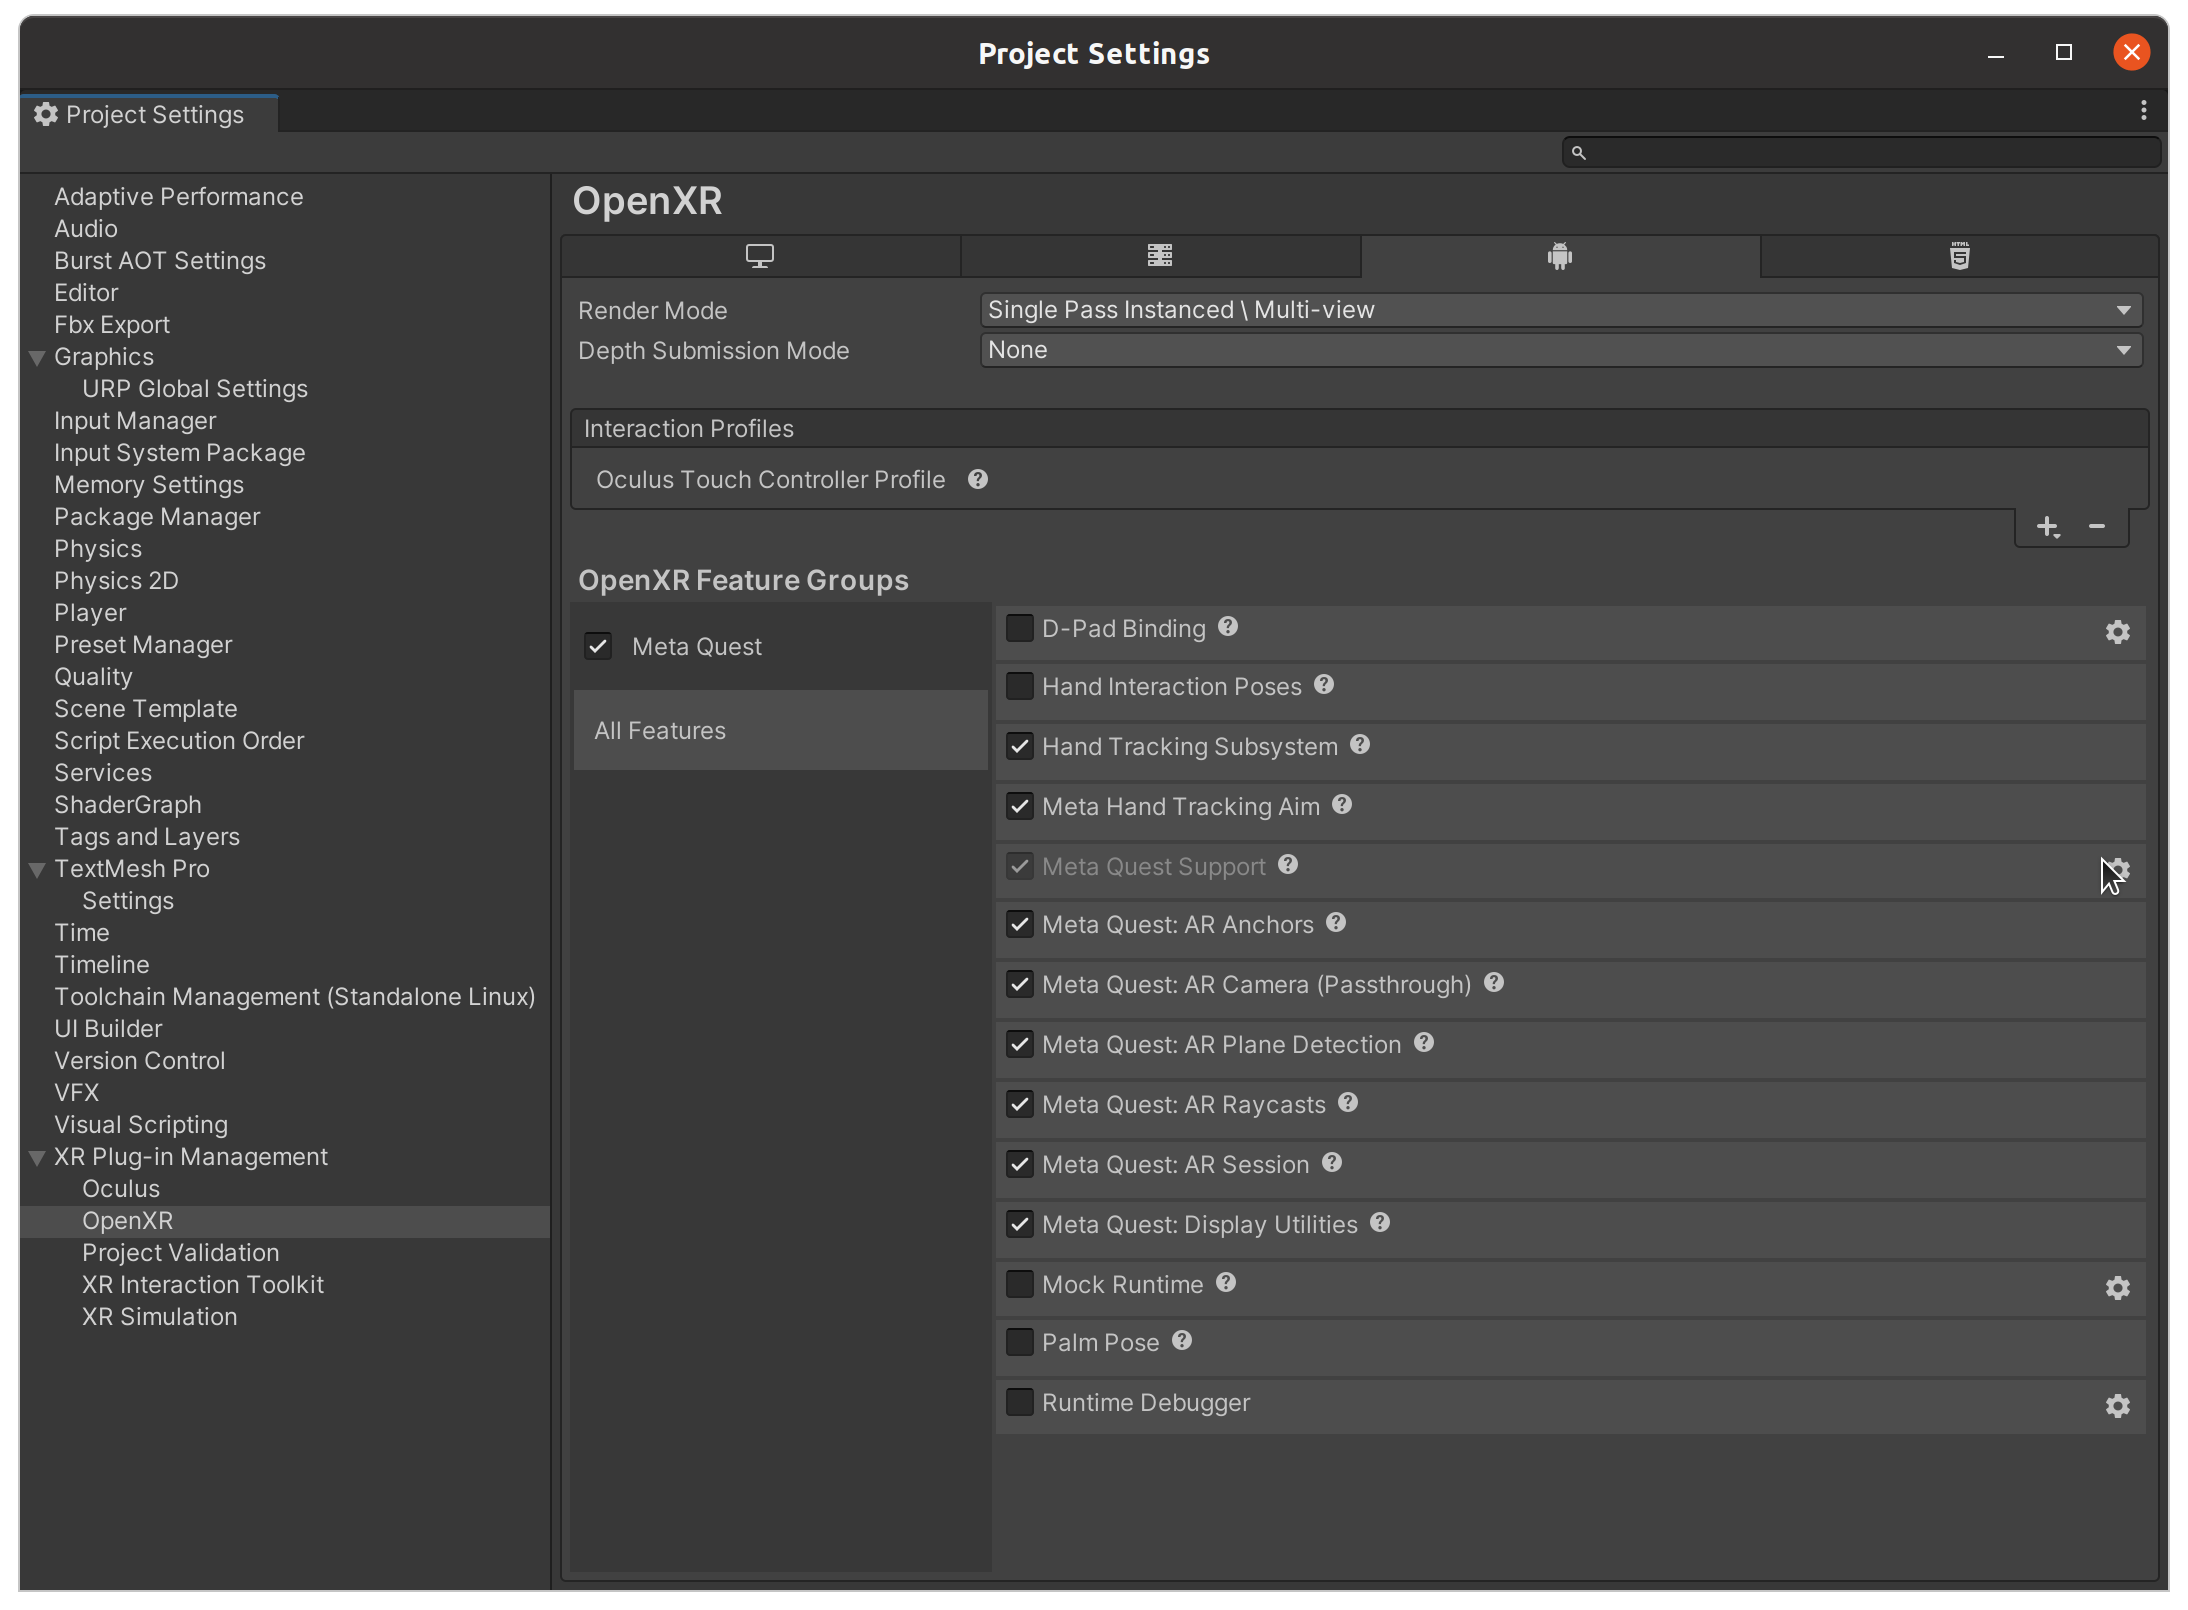 Project Settings
Project Settings
Adaptive Performance
Audio
Burst AOT Settings
Editor
Fbx Export
Graphics
URP Global Settings
Input Manager
Input System Package
Memory Settings
Package Manager
Physics
Physics 2D
Player
Preset Manager
Quality
Scene Template
Script Execution Order
Services
ShaderGraph
Tags and Layers
TextMesh Pro
Settings
Time
Timeline
Toolchain Management (Standalone Linux)
UI Builder
Version Control
VFX
Visual Scripting
XR Plug-in Management
Oculus
OpenXR
Project Validation
XR Interaction Toolkit
XR Simulation
OpenXR
HTML
5
Render Mode
Single Pass Instanced \ Multi-view
Depth Submission Mode
None
Interaction Profiles
Oculus Touch Controller Profile
OpenXR Feature Groups
Meta Quest
All Features
D-Pad Binding
Hand Interaction Poses
Hand Tracking Subsystem
Meta Hand Tracking Aim
Meta Quest Support
Meta Quest: AR Anchors
Meta Quest: AR Camera (Passthrough)
Meta Quest: AR Plane Detection
Meta Quest: AR Raycasts
Meta Quest: AR Session
Meta Quest: Display Utilities
Mock Runtime
Palm Pose
Runtime Debugger